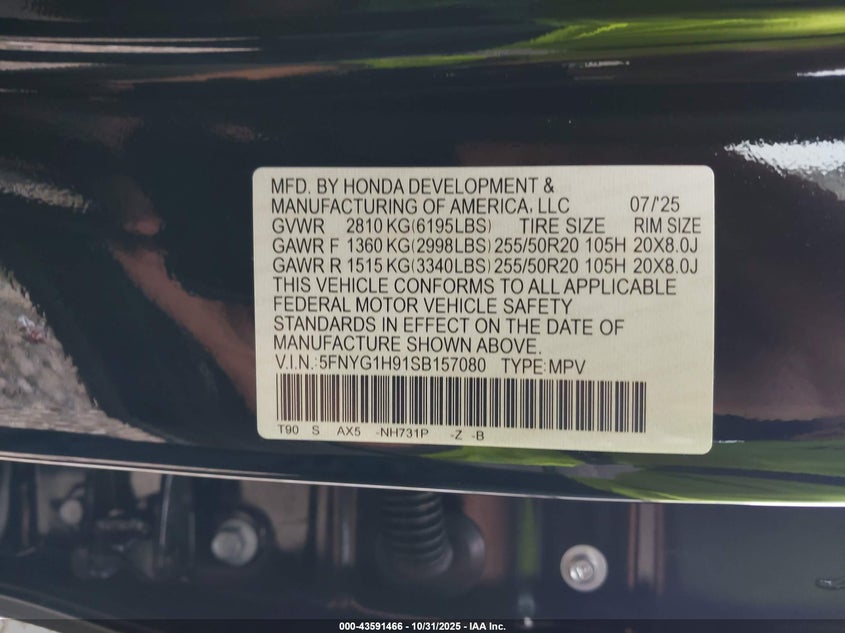 MFD. BY HONDA DEVELOPMENT &
MANUFACTURING OF AMERICA, LLC 07/'25
GVWR 2810 KG(6195LBS) TIRE SIZE RIM SIZE
GAWR F 1360 KG(2998LBS) 255/50R20 105H 20X8.0J
GAWR R 1515 KG(3340LBS) 255/50R20 105H 20X8.0J
THIS VEHICLE CONFORMS TO ALL APPLICABLE
FEDERAL MOTOR VEHICLE SAFETY
STANDARDS IN EFFECT ON THE DATE OF
MANUFACTURE SHOWN ABOVE.
V.I.N.:5FNYG1H91SB157080 TYPE:MPV
T90 S AX5 -NH731P -Z -B
000-43591466 - 10/31/2025 - IAA Inc.